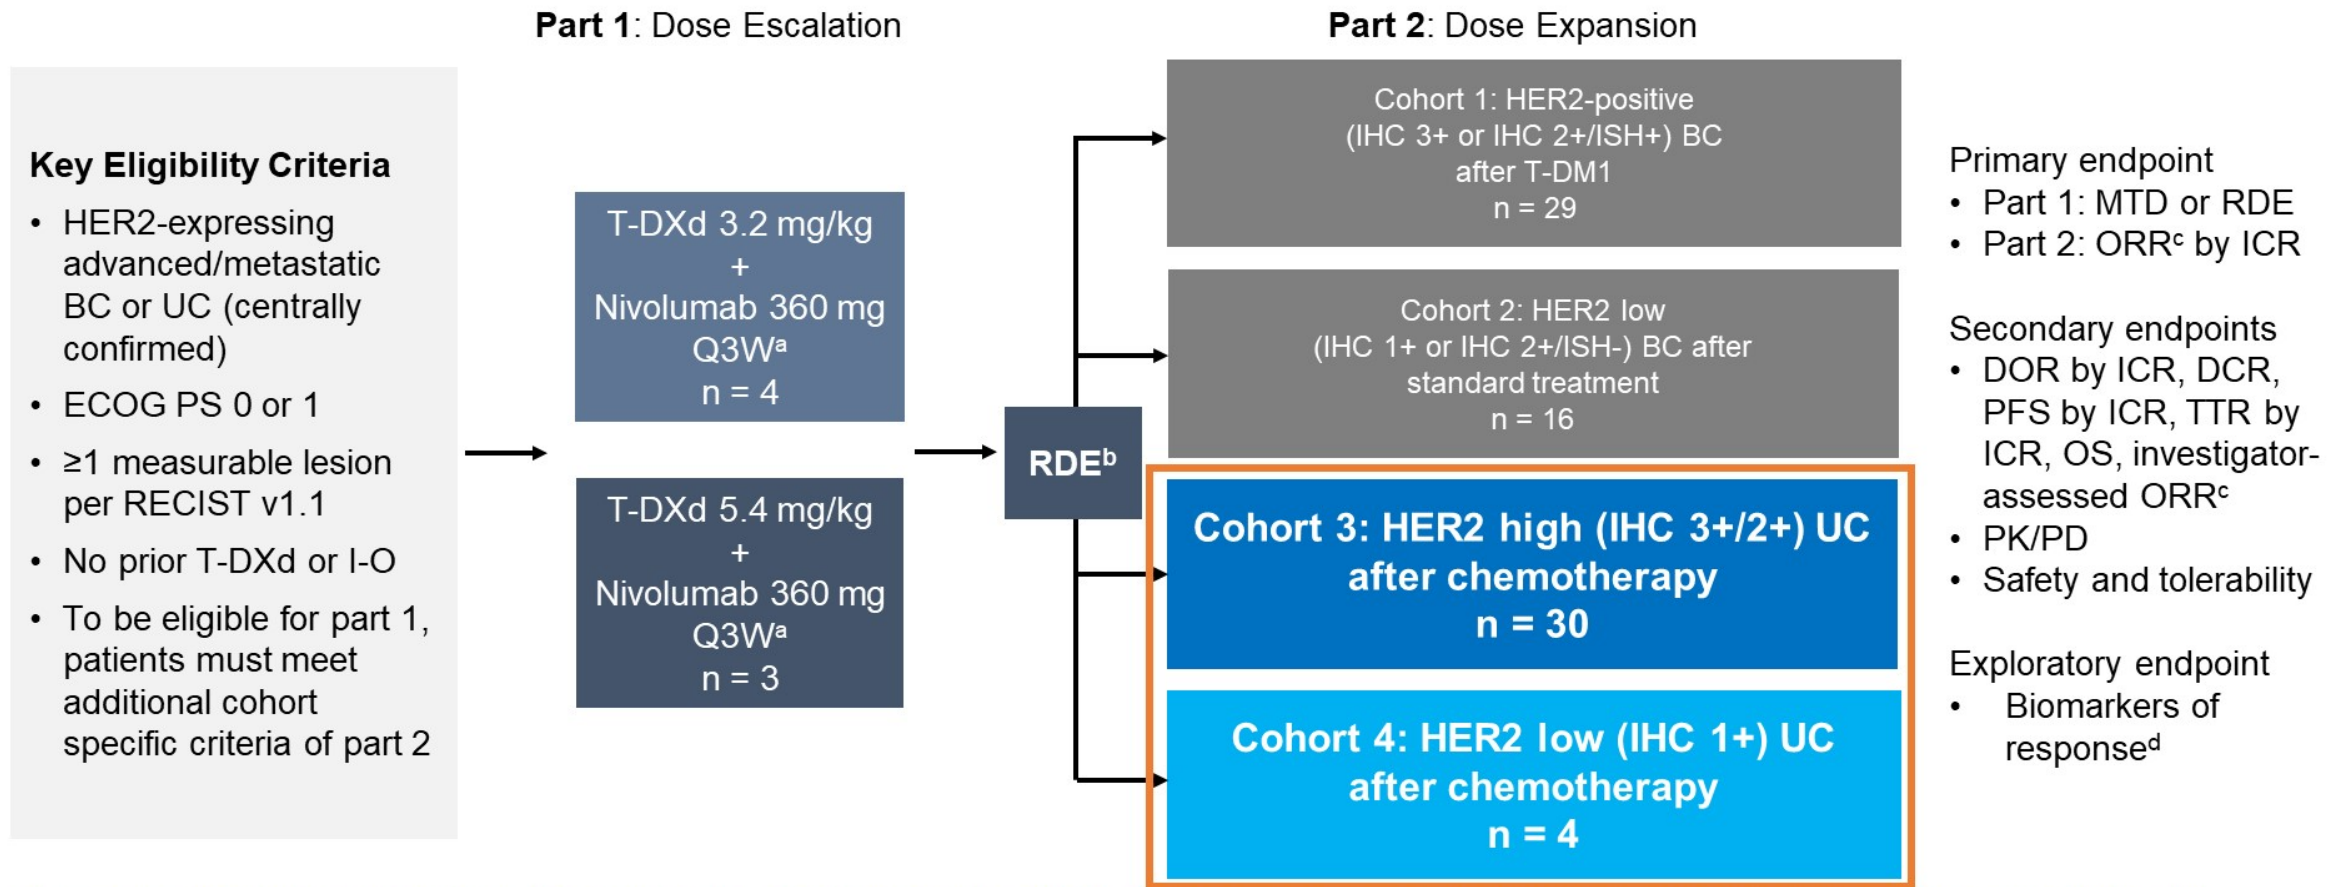 Part 1: Dose Escalation
Part 2: Dose Expansion
Key Eligibility Criteria
• HER2-expressing
advanced/metastatic
BC or UC (centrally
confirmed)
• ECOG PS 0 or 1
• ≥1 measurable lesion
per RECIST v1.1
• No prior T-DXd or I-O
• To be eligible for part 1,
patients must meet
additional cohort
specific criteria of part 2
T-DXd 3.2 mg/kg
+
Nivolumab 360 mg
Q3Wᵃ
n = 4
T-DXd 5.4 mg/kg
+
Nivolumab 360 mg
Q3Wᵃ
n = 3
RDEᵇ
Cohort 1: HER2-positive
(IHC 3+ or IHC 2+/ISH+) BC
after T-DM1
n = 29
Cohort 2: HER2 low
(IHC 1+ or IHC 2+/ISH-) BC after
standard treatment
n = 16
Cohort 3: HER2 high (IHC 3+/2+) UC
after chemotherapy
n = 30
Cohort 4: HER2 low (IHC 1+) UC
after chemotherapy
n = 4
Primary endpoint
• Part 1: MTD or RDE
• Part 2: ORRᶜ by ICR
Secondary endpoints
• DOR by ICR, DCR,
PFS by ICR, TTR by
ICR, OS, investigator-
assessed ORRᶜ
• PK/PD
• Safety and tolerability
Exploratory endpoint
• Biomarkers of
responseᵈ